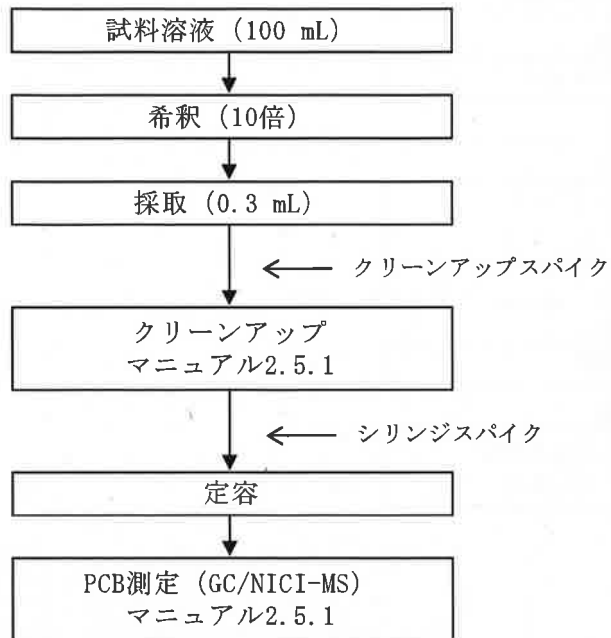 試料溶液 (100 mL)
希釈 (10倍)
採取 (0.3 mL)
クリーンアップスパイク
クリーンアップ
マニュアル2.5.1
シリンジスパイク
定容
PCB測定 (GC/NICI-MS)
マニュアル2.5.1